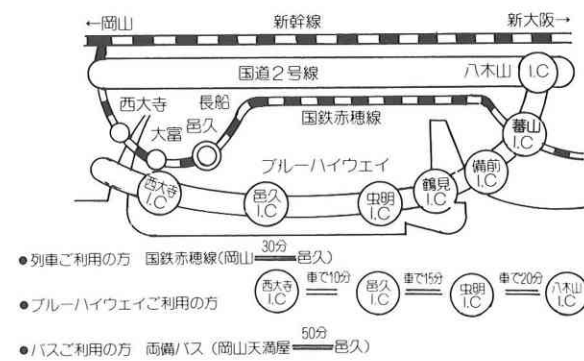 ←岡山 新幹線 新大阪
国道2号線 八木山 I.C
西大寺 長船 国鉄赤穂線
大富 邑久 蕃山 I.C
ブルーハイウェイ 備前 I.C
西大寺 I.C 邑久 I.C 虫明 I.C 鶴見 I.C
●列車ご利用の方 国鉄赤穂線(岡山 30分 邑久)
●ブルーハイウェイご利用の方 西大寺 I.C 車で10分 邑久 I.C 車で15分 虫明 I.C 車で20分 八木山 I.C
●バスご利用の方 両備バス(岡山天満屋 50分 邑久)